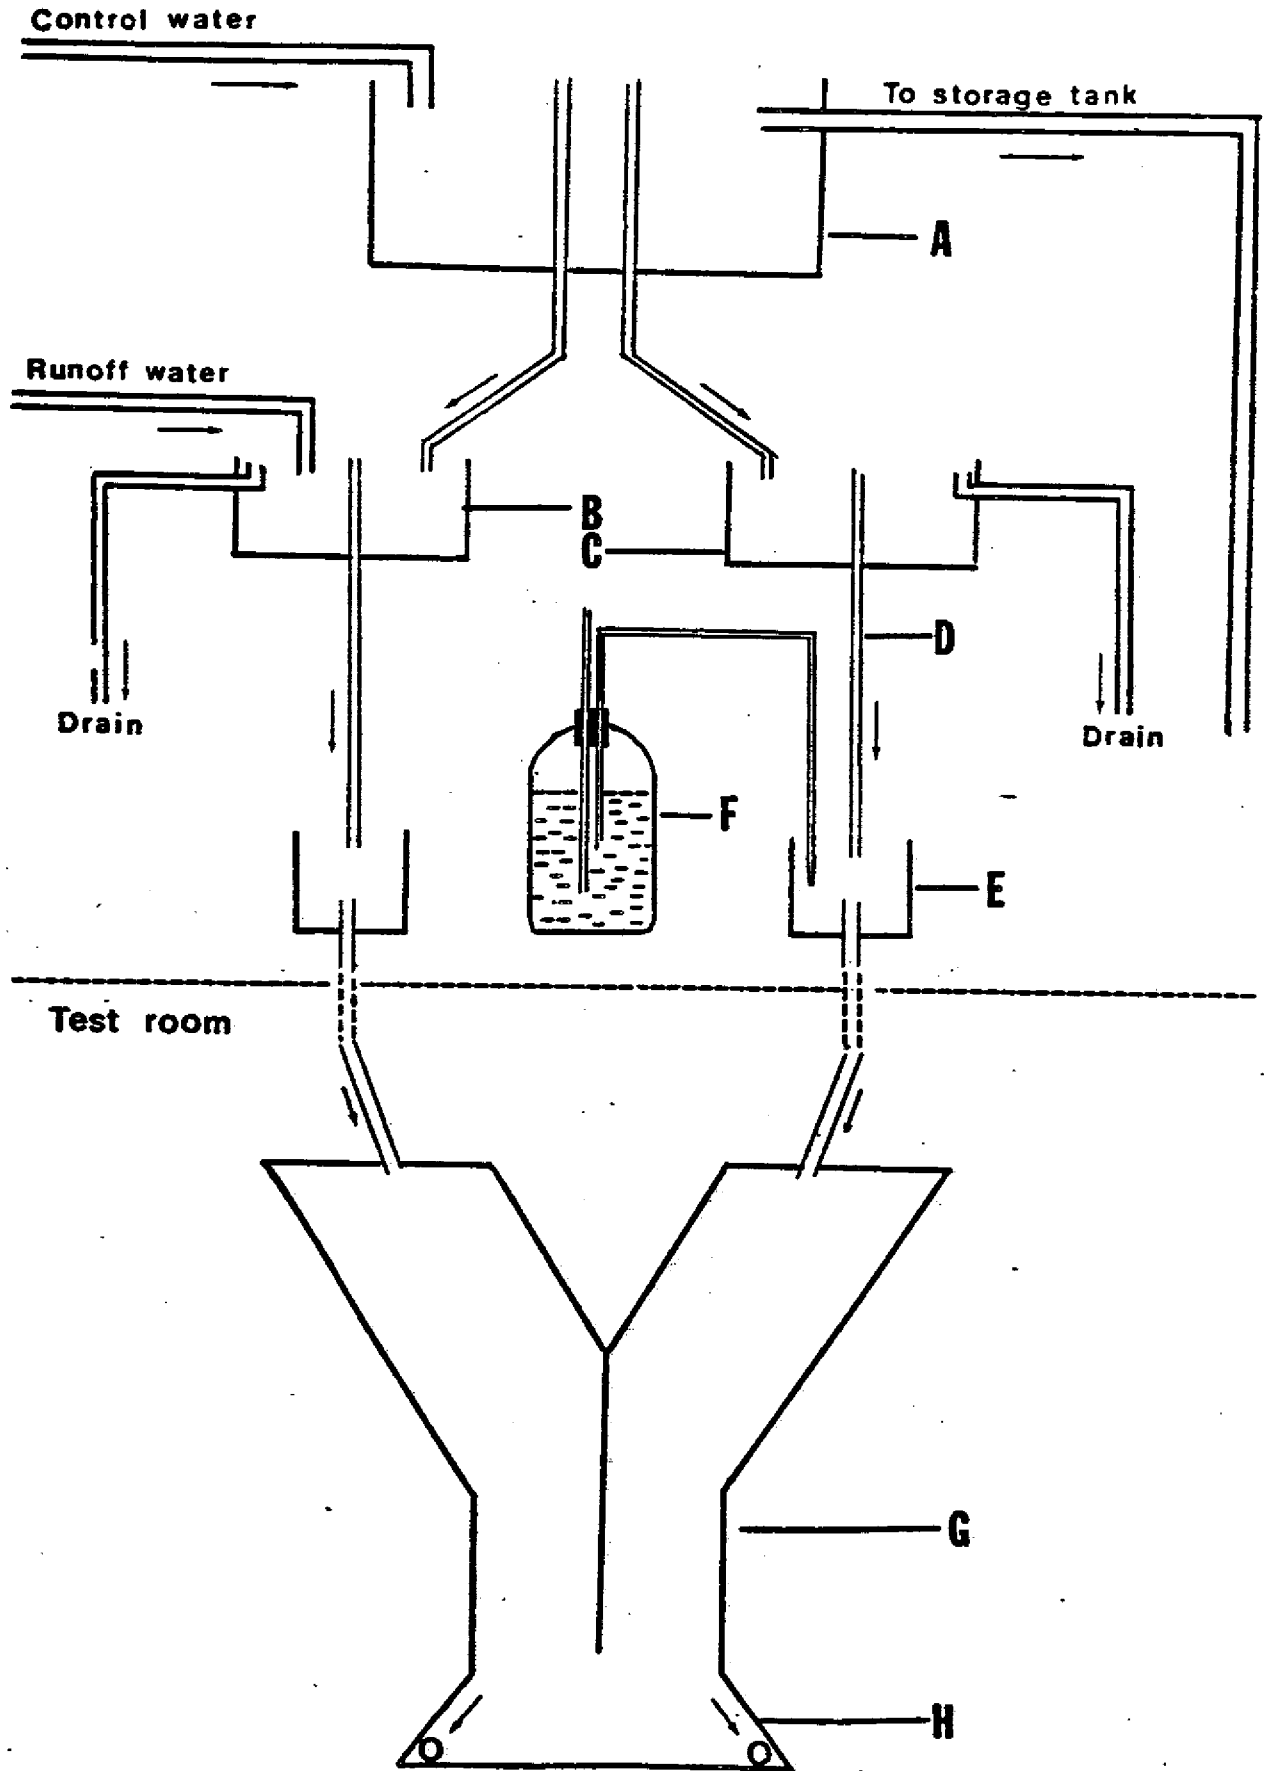 Control water
To storage tank
A
Runoff water
B
C
D
Drain
Drain
F
E
Test room
G
H